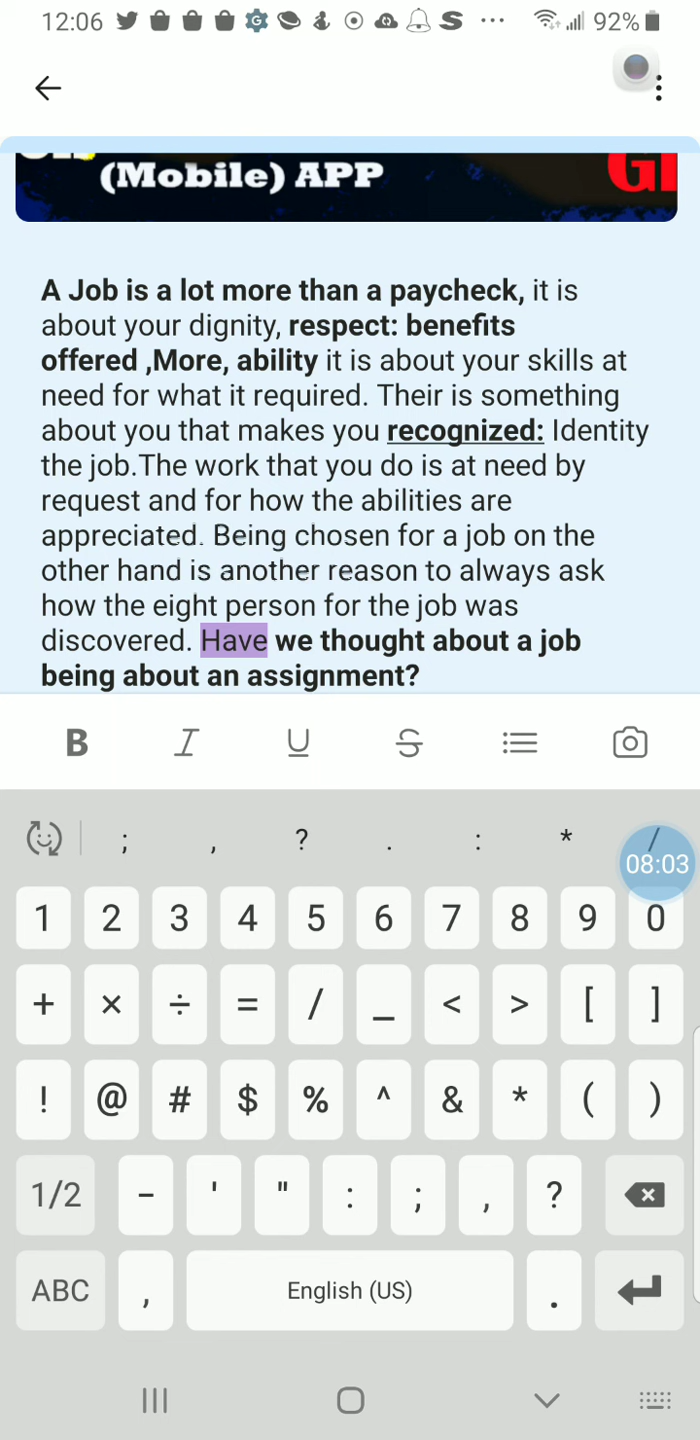 12:06 92%
(Mobile) APP
A Job is a lot more than a paycheck, it is
about your dignity, respect: benefits
offered ,More, ability it is about your skills at
need for what it required. Their is something
about you that makes you recognized: Identity
the job.The work that you do is at need by
request and for how the abilities are
appreciated. Being chosen for a job on the
other hand is another reason to always ask
how the eight person for the job was
discovered. Have we thought about a job
being about an assignment?
B I U S
; , ? . : * /
08:03
1 2 3 4 5 6 7 8 9 0
+ × ÷ = / _ < > [ ]
! @ # $ % ^ & * ( )
1/2 - ' " : ; , ?
ABC , English (US) .